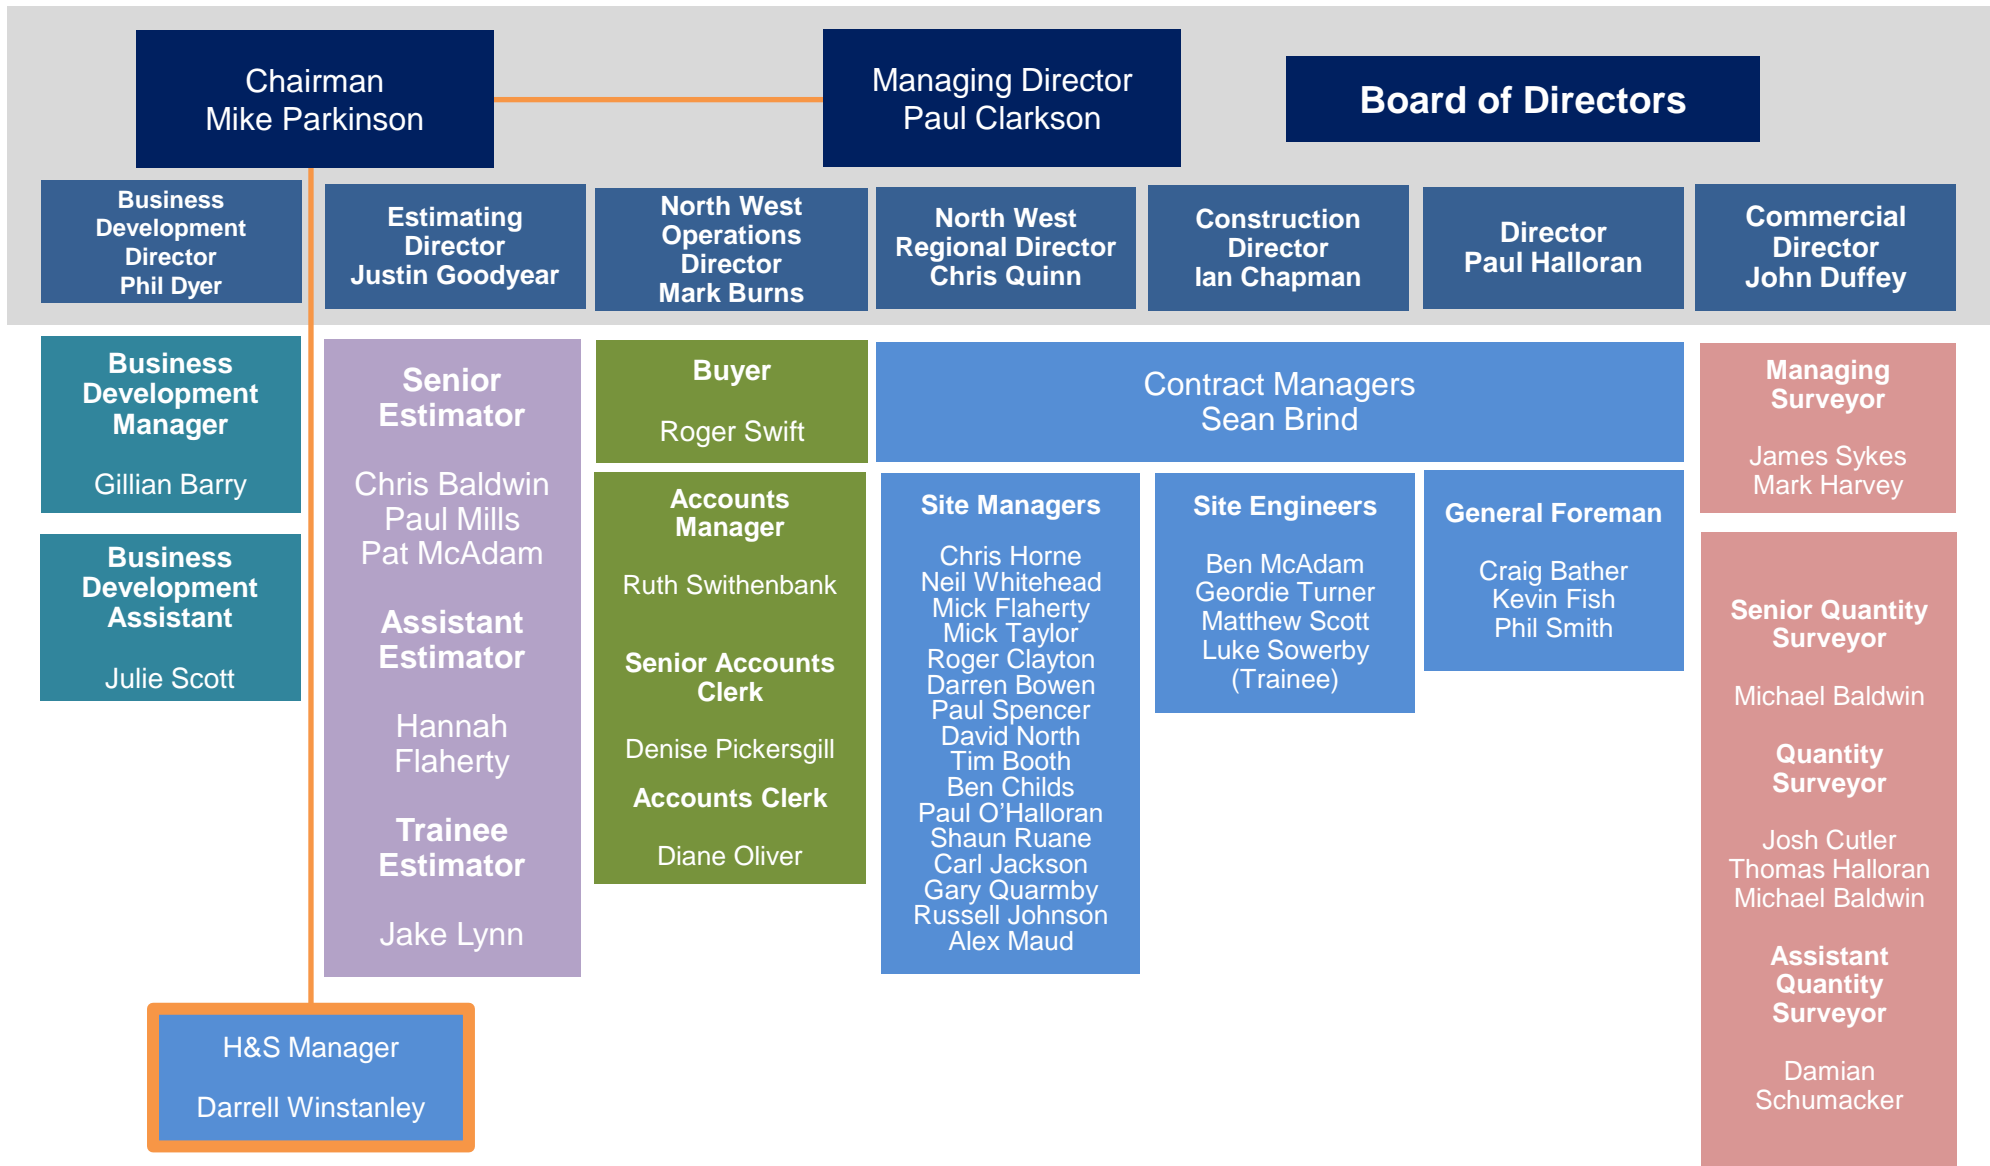 Chairman
Mike Parkinson
Managing Director
Paul Clarkson
Board of Directors
Business
Development
Director
Phil Dyer
Estimating
Director
Justin Goodyear
North West
Operations
Director
Mark Burns
North West
Regional Director
Chris Quinn
Construction
Director
Ian Chapman
Director
Paul Halloran
Commercial
Director
John Duffey
Business
Development
Manager
Gillian Barry
Business
Development
Assistant
Julie Scott
Senior
Estimator
Chris Baldwin
Paul Mills
Pat McAdam
Assistant
Estimator
Hannah
Flaherty
Trainee
Estimator
Jake Lynn
Buyer
Roger Swift
Accounts
Manager
Ruth Swithenbank
Senior Accounts
Clerk
Denise Pickersgill
Accounts Clerk
Diane Oliver
Contract Managers
Sean Brind
Site Managers
Chris Horne
Neil Whitehead
Mick Flaherty
Mick Taylor
Roger Clayton
Darren Bowen
Paul Spencer
David North
Tim Booth
Ben Childs
Paul O’Halloran
Shaun Ruane
Carl Jackson
Gary Quarmby
Russell Johnson
Alex Maud
Site Engineers
Ben McAdam
Geordie Turner
Matthew Scott
Luke Sowerby
(Trainee)
General Foreman
Craig Bather
Kevin Fish
Phil Smith
Managing
Surveyor
James Sykes
Mark Harvey
Senior Quantity
Surveyor
Michael Baldwin
Quantity
Surveyor
Josh Cutler
Thomas Halloran
Michael Baldwin
Assistant
Quantity
Surveyor
Damian
Schumacker
H&S Manager
Darrell Winstanley